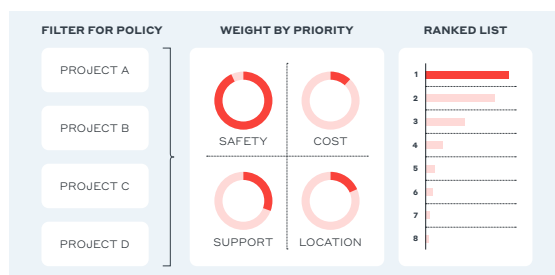 FILTER FOR POLICY
PROJECT A
PROJECT B
PROJECT C
PROJECT D
WEIGHT BY PRIORITY
SAFETY
COST
SUPPORT
LOCATION
RANKED LIST
1
2
3
4
5
6
7
8